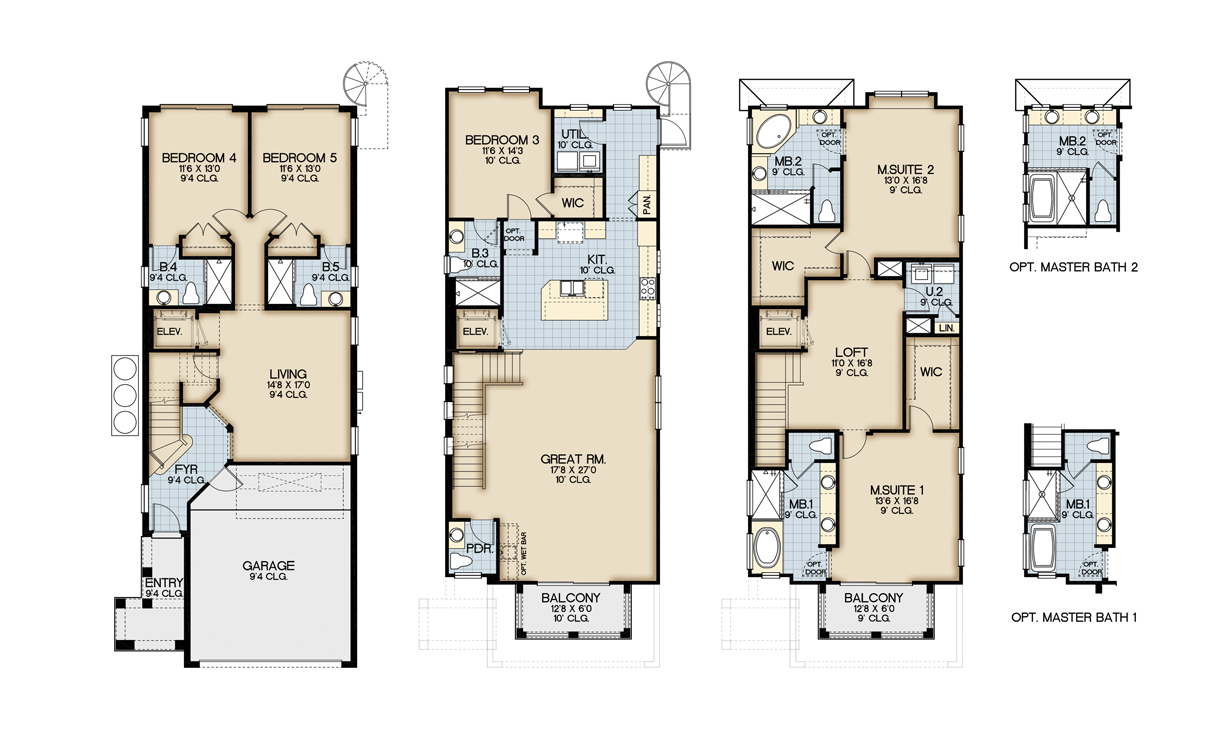 BEDROOM 4
11'6 X 13'0
9'4 CLG.
BEDROOM 5
11'6 X 13'0
9'4 CLG.
B.4
9'4 CLG.
B.5
9'4 CLG.
ELEV.
LIVING
14'8 X 17'0
9'4 CLG.
FYR
9'4 CLG.
GARAGE
9'4 CLG.
ENTRY
9'4 CLG.
BEDROOM 3
11'6 X 14'3
10' CLG.
UTIL.
10' CLG.
WIC
PAN.
OPT.
DOOR
B.3
10' CLG.
KIT.
10' CLG.
ELEV.
GREAT RM.
17'8 X 27'0
10' CLG.
PDR.
OPT. WET BAR
BALCONY
12'8 X 6'0
10' CLG.
OPT.
DOOR
MB.2
9' CLG.
M.SUITE 2
13'0 X 16'8
9' CLG.
WIC
U.2
9' CLG.
LIN.
ELEV.
LOFT
11'0 X 16'8
9' CLG.
WIC
M.SUITE 1
13'6 X 16'8
9' CLG.
MB.1
9' CLG.
OPT.
DOOR
BALCONY
12'8 X 6'0
9' CLG.
MB.2
9' CLG.
OPT.
DOOR
OPT. MASTER BATH 2
MB.1
9' CLG.
OPT.
DOOR
OPT. MASTER BATH 1